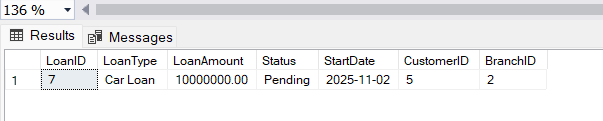 136 %
Results Messages
LoanID LoanType LoanAmount Status StartDate CustomerID BranchID
1 7 Car Loan 10000000.00 Pending 2025-11-02 5 2